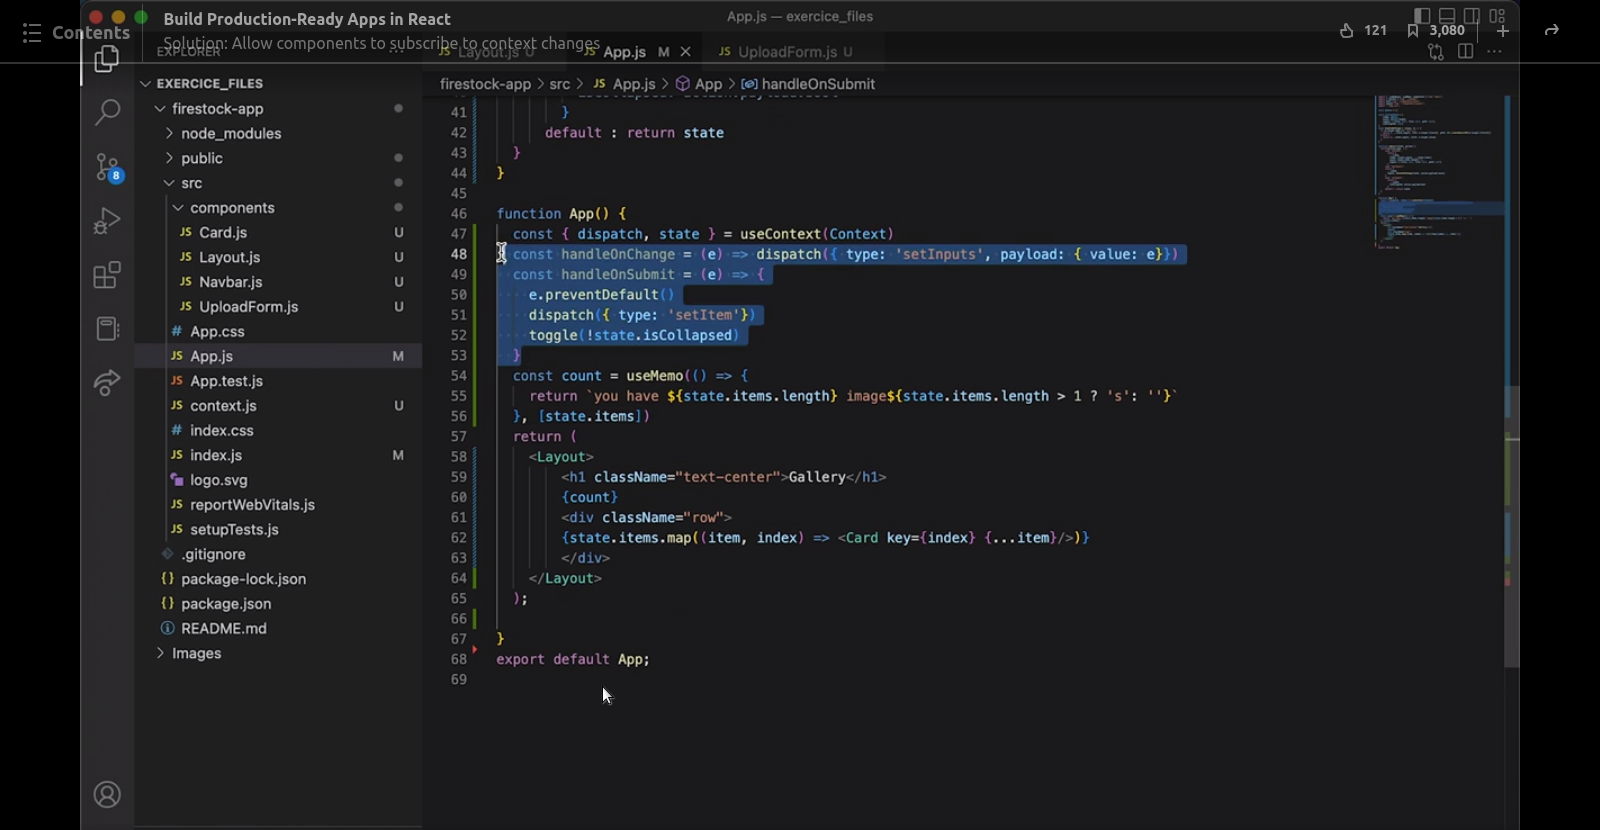 Build Production-Ready Apps in React
Solution: Allow components to subscribe to context changes
Contents
121
3,080
App.js — exercice_files
EXPLORER
Layout.js U
App.js M
UploadForm.js U
firestock-app > src > JS App.js > App > handleOnSubmit
EXERCICE_FILES
firestock-app
node_modules
public
src
components
JS Card.js U
JS Layout.js U
JS Navbar.js U
JS UploadForm.js U
# App.css
JS App.js M
JS App.test.js
JS context.js U
# index.css
JS index.js M
logo.svg
JS reportWebVitals.js
JS setupTests.js
.gitignore
{} package-lock.json
{} package.json
README.md
Images
8
41 }
42 default : return state
43 }
44 }
45
46 function App() {
47 const { dispatch, state } = useContext(Context)
48 const handleOnChange = (e) => dispatch({ type: 'setInputs', payload: { value: e}})
49 const handleOnSubmit = (e) => {
50 e.preventDefault()
51 dispatch({ type: 'setItem'})
52 toggle(!state.isCollapsed)
53 }
54 const count = useMemo(() => {
55 return `you have ${state.items.length} image${state.items.length > 1 ? 's': ''}`
56 }, [state.items])
57 return (
58 <Layout>
59 <h1 className="text-center">Gallery</h1>
60 {count}
61 <div className="row">
62 {state.items.map((item, index) => <Card key={index} {...item}/>)}
63 </div>
64 </Layout>
65 );
66
67 }
68 export default App;
69